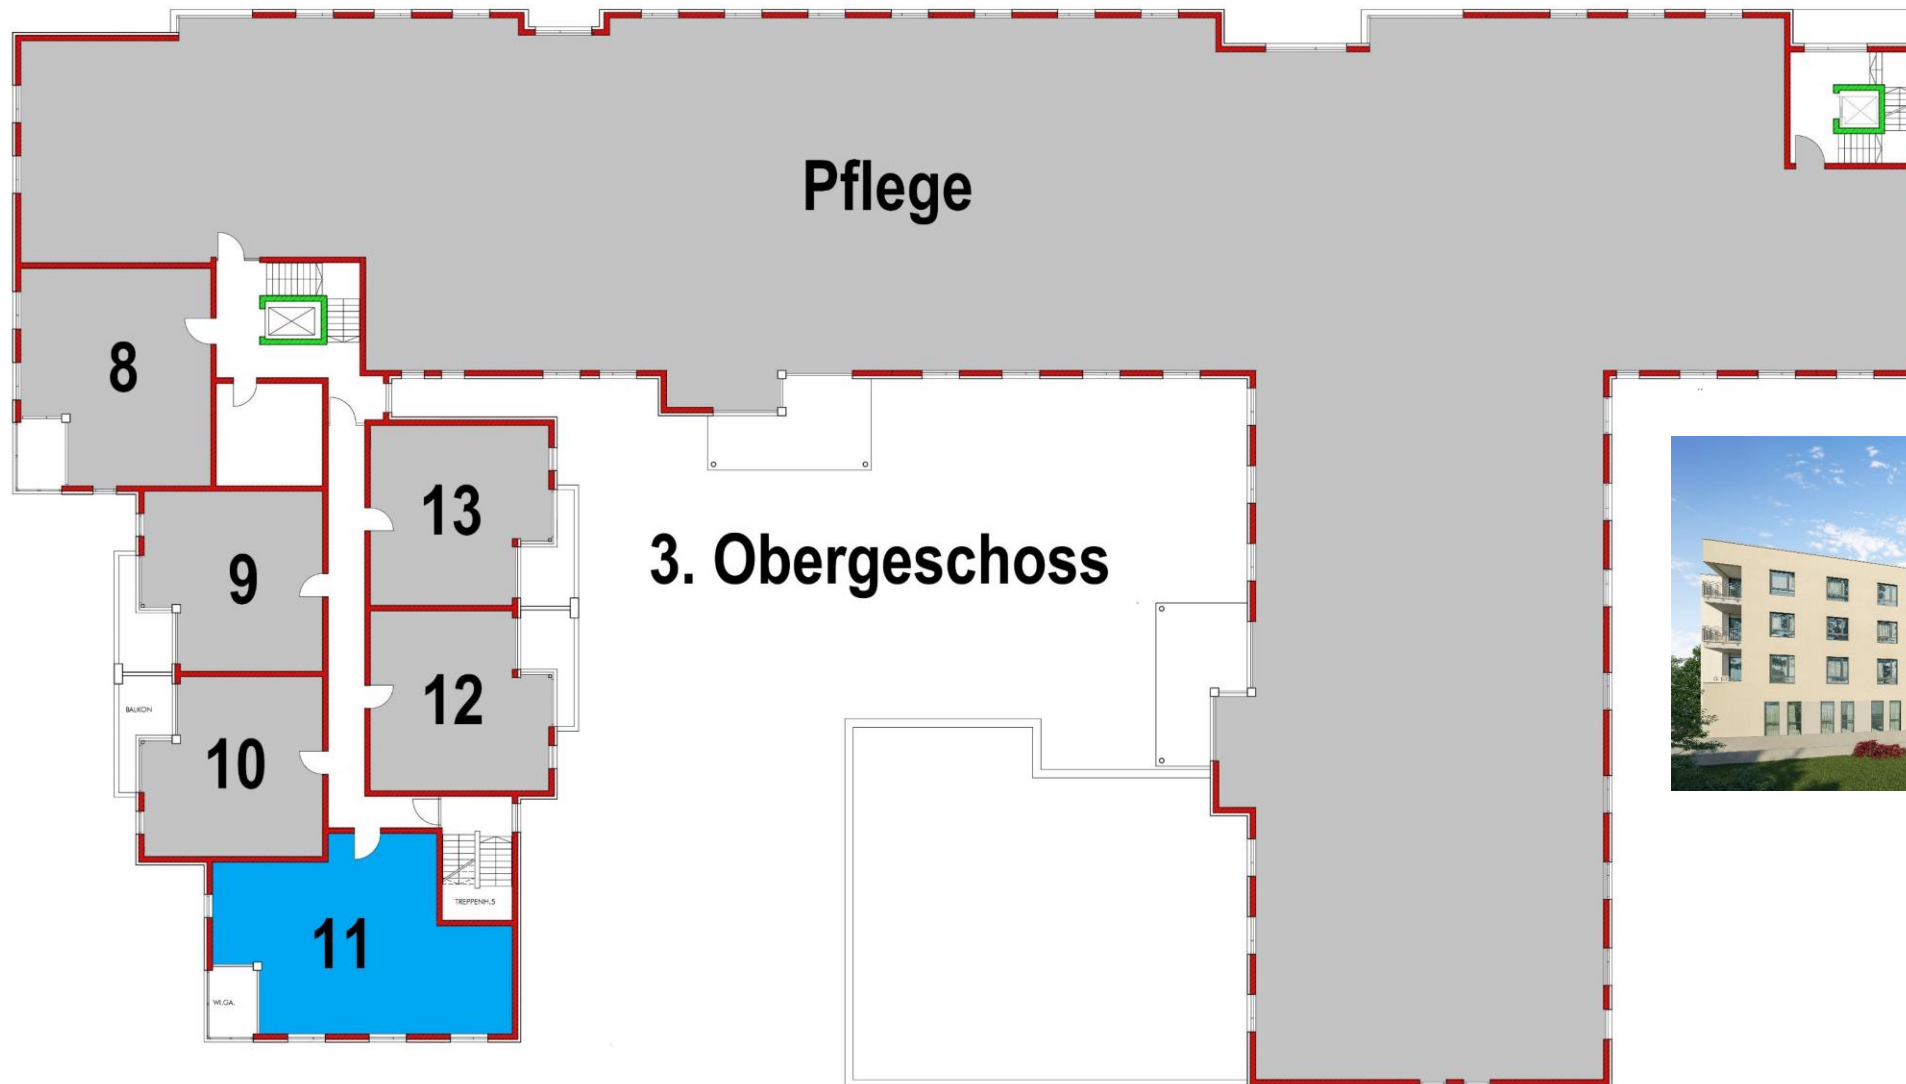 Pflege
8
13
3. Obergeschoss
9
12
BALKON
10
TREPPENH.5
11
WI.GA.